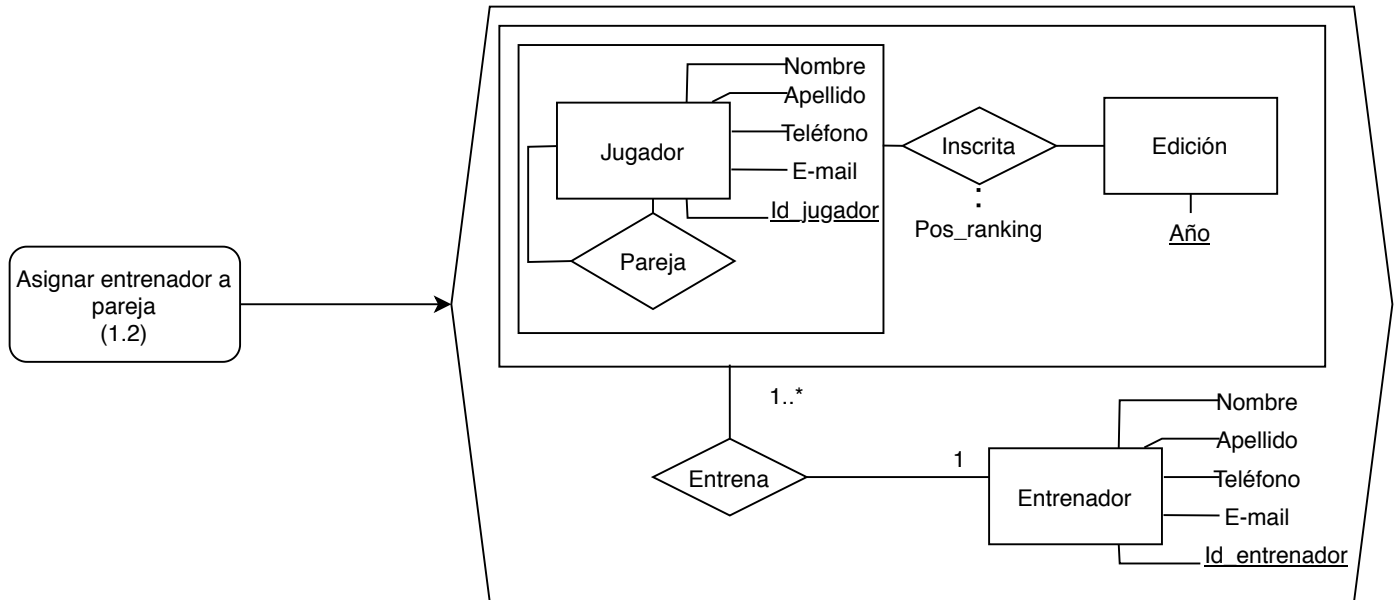 Asignar entrenador a
pareja
(1.2)
Nombre
Apellido
Teléfono
E-mail
Id_jugador
Jugador
Pareja
Inscrita
Pos_ranking
Edición
Año
1..*
Entrena
1
Entrenador
Nombre
Apellido
Teléfono
E-mail
Id_entrenador